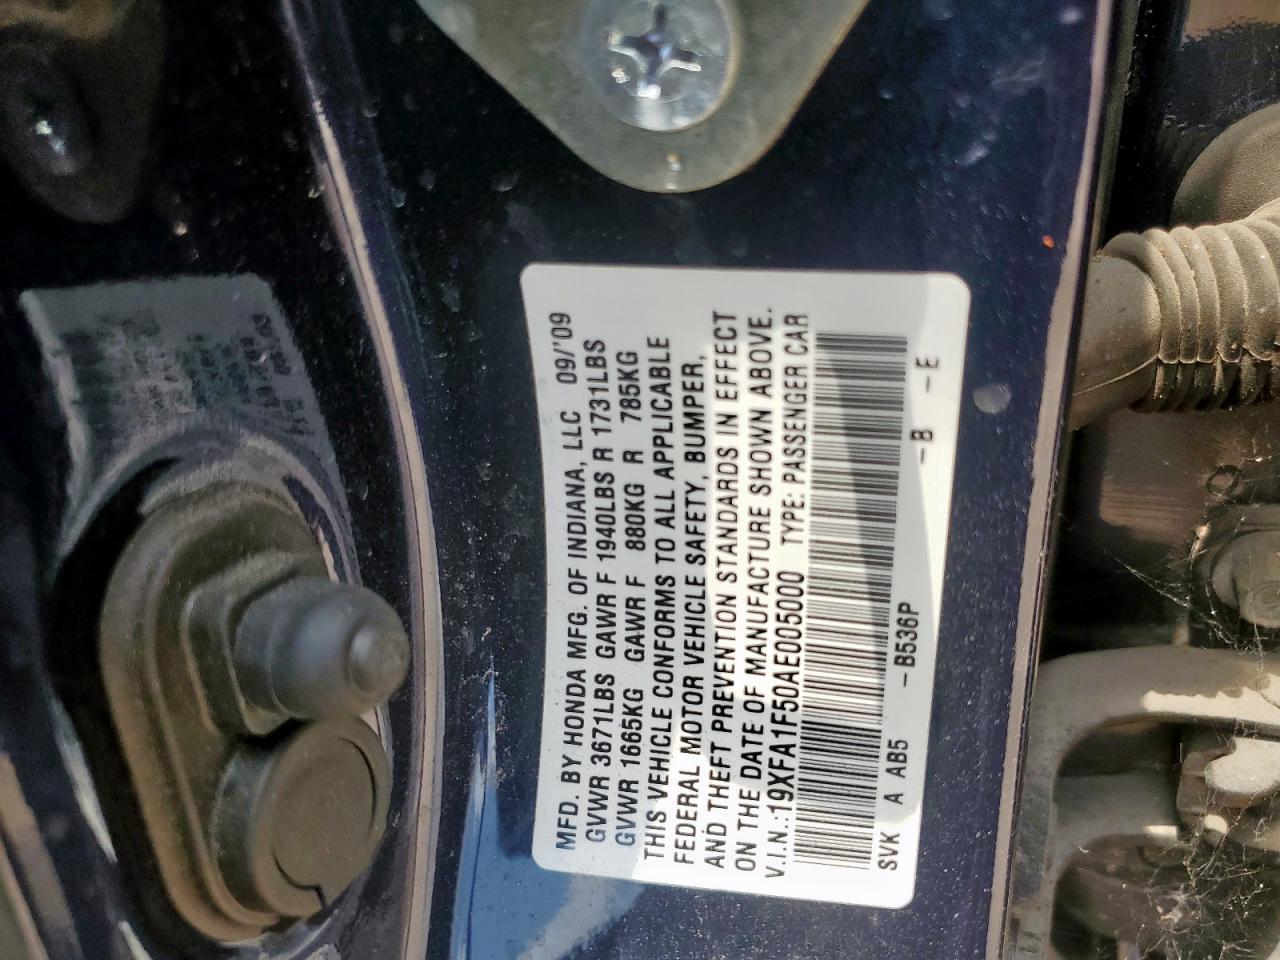 MFD. BY HONDA MFG. OF INDIANA, LLC 09/'09
GVWR 3671LBS GAWR F 1940LBS R 1731LBS
GVWR 1665KG GAWR F 880KG R 785KG
THIS VEHICLE CONFORMS TO ALL APPLICABLE
FEDERAL MOTOR VEHICLE SAFETY, BUMPER,
AND THEFT PREVENTION STANDARDS IN EFFECT
ON THE DATE OF MANUFACTURE SHOWN ABOVE.
V.I.N.:19XFA1F50AE005000 TYPE: PASSENGER CAR
SVK A AB5 -B536P -B -E